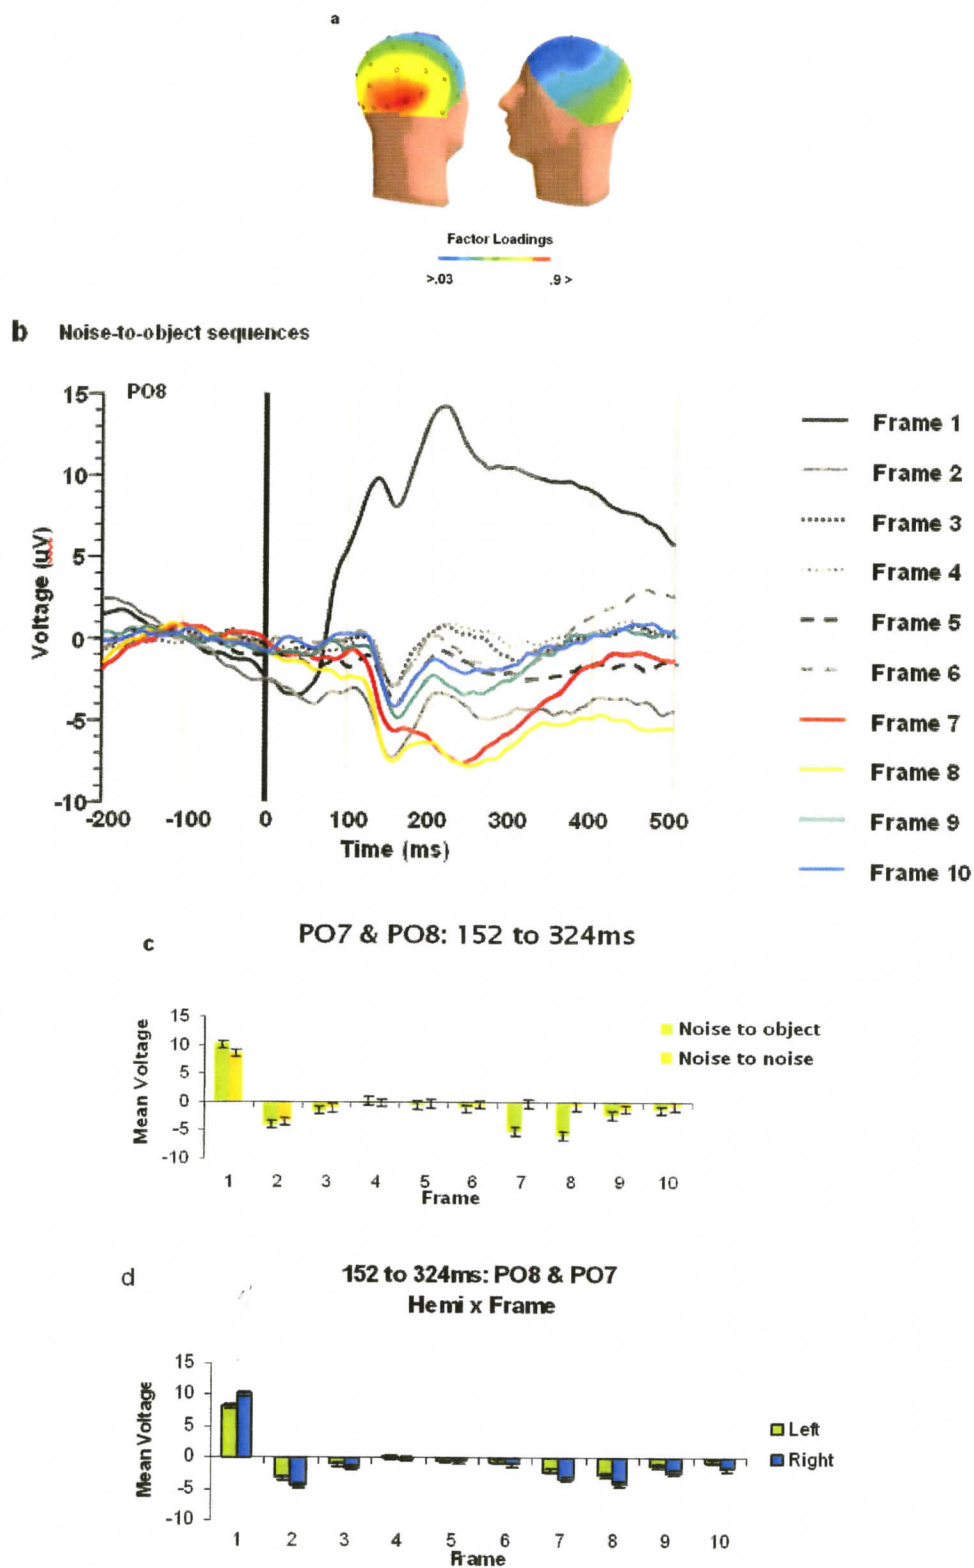 a
Factor Loadings
>.03 .9 >
b Noise-to-object sequences
PO8
15
10
5
0
-5
-10
Voltage (uV)
-200 -100 0 100 200 300 400 500
Time (ms)
Frame 1
Frame 2
Frame 3
Frame 4
Frame 5
Frame 6
Frame 7
Frame 8
Frame 9
Frame 10
c PO7 & PO8: 152 to 324ms
15
10
5
0
-5
-10
Mean Voltage
Noise to object
Noise to noise
1 2 3 4 5 6 7 8 9 10
Frame
d 152 to 324ms: PO8 & PO7
Hemi x Frame
15
10
5
0
-5
-10
Mean Voltage
Left
Right
1 2 3 4 5 6 7 8 9 10
Frame